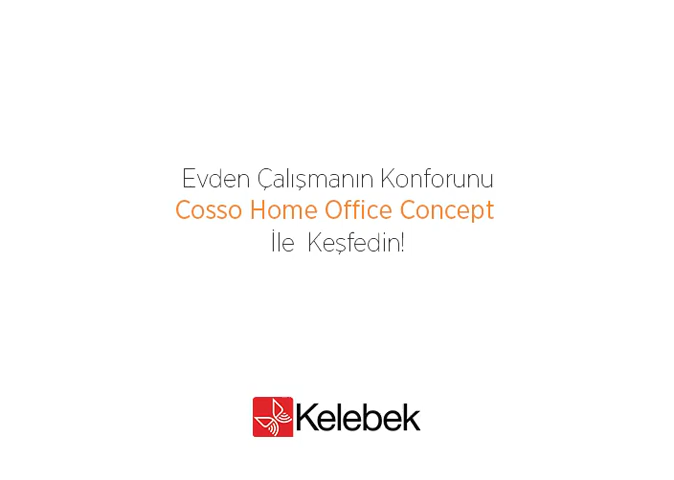 Evden Çalışmanın Konforunu
Cosso Home Office Concept
İle Keşfedin!
Kelebek